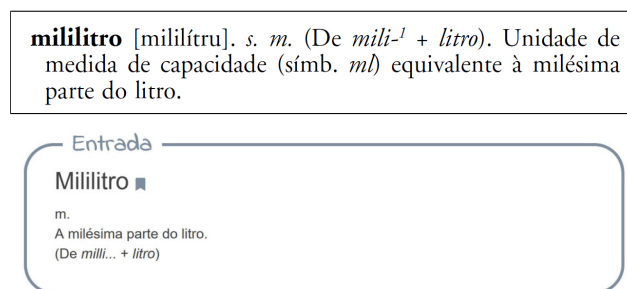 mililitro [mililítru]. s. m. (De mili-¹ + litro). Unidade de
medida de capacidade (símb. ml) equivalente à milésima
parte do litro.
Entrada
Mililitro
m.
A milésima parte do litro.
(De milli... + litro)